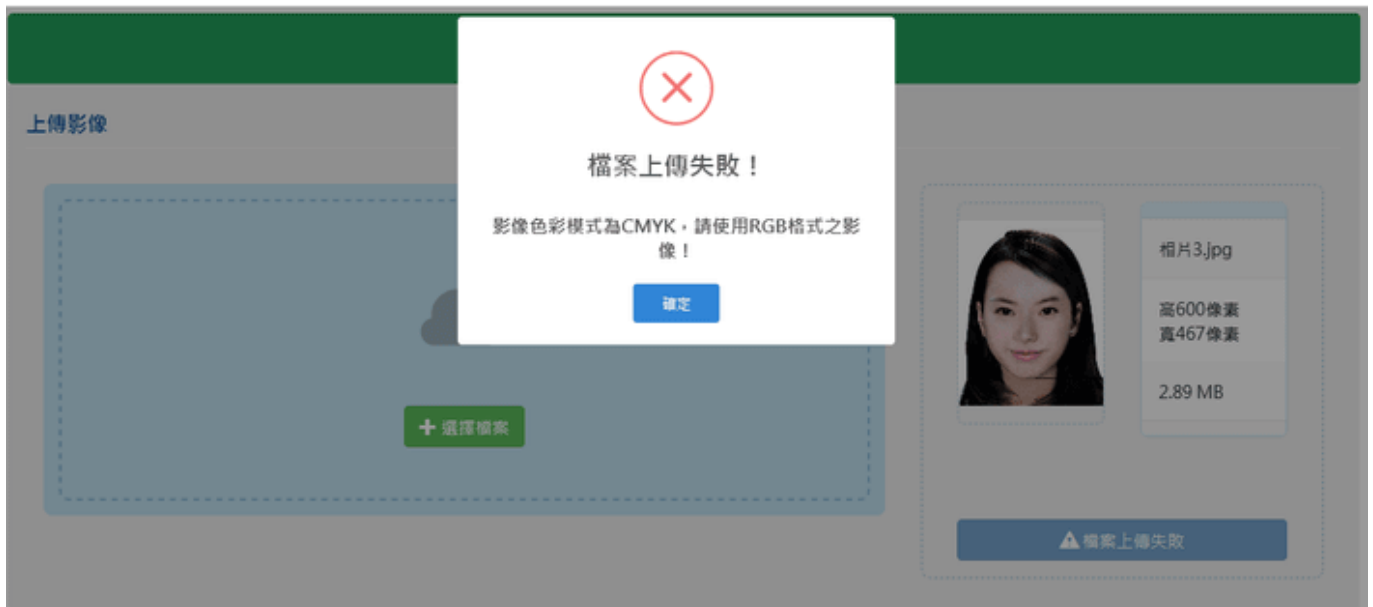 檔案上傳失敗！
影像色彩模式為CMYK，請使用RGB格式之影
像！
確定
上傳影像
選擇檔案
相片3.jpg
高600像素
寬467像素
2.89 MB
檔案上傳失敗